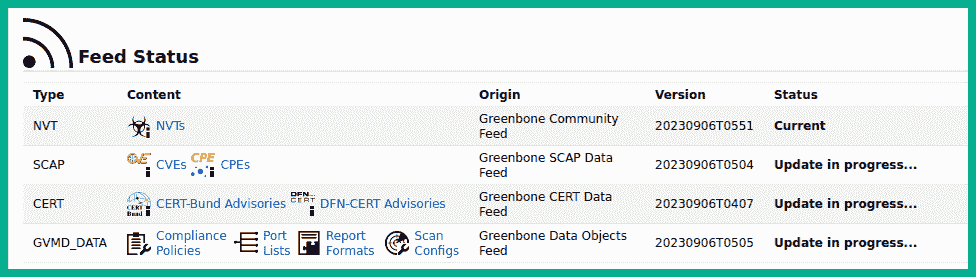 Feed Status
Type Content Origin Version Status
NVT NVTs Greenbone Community Feed 20230906T0551 Current
SCAP CVE CVEs CPE CPEs Greenbone SCAP Data Feed 20230906T0504 Update in progress...
CERT CERT Bund CERT-Bund Advisories DFN- CERT DFN-CERT Advisories Greenbone CERT Data Feed 20230906T0407 Update in progress...
GVMD_DATA Compliance Policies Port Lists Report Formats Scan Configs Greenbone Data Objects Feed 20230906T0505 Update in progress...